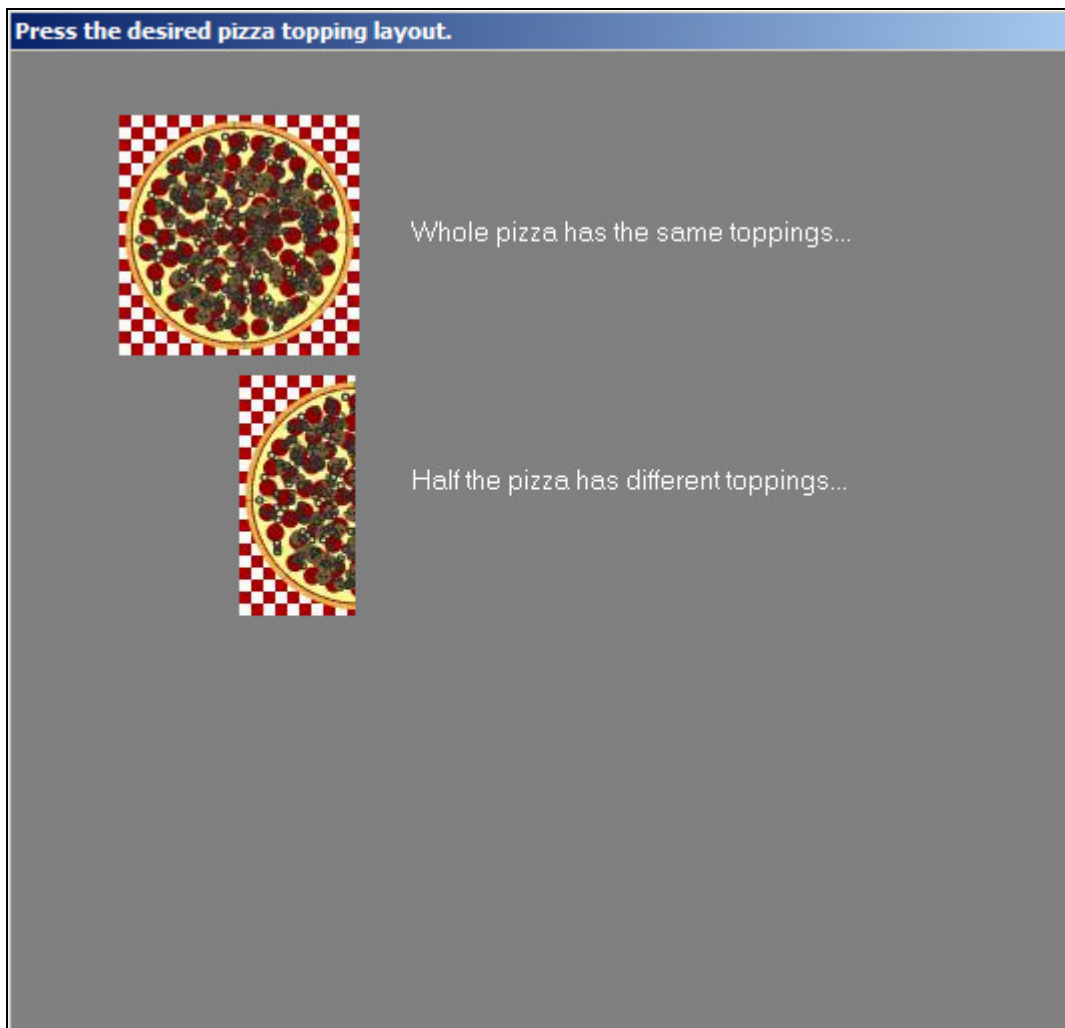 Press the desired pizza topping layout.
Whole pizza has the same toppings...
Half the pizza has different toppings...